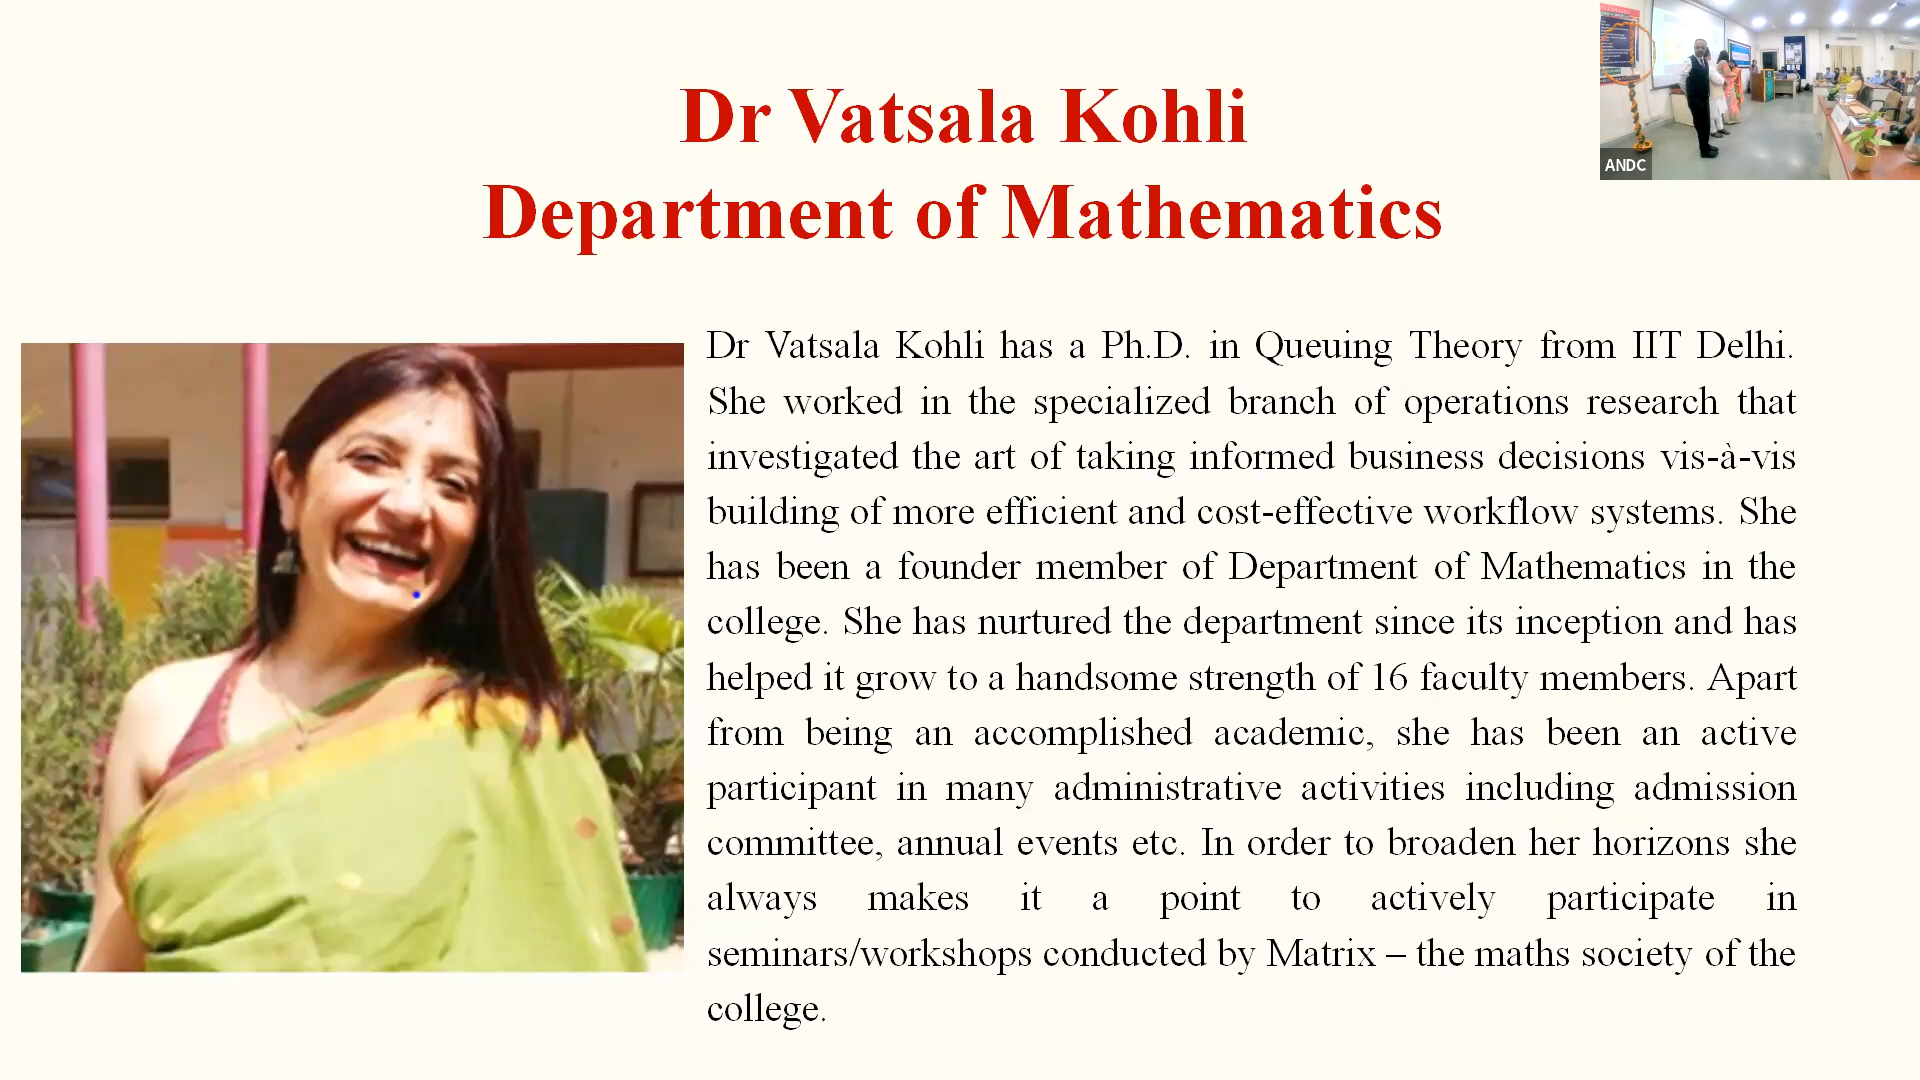 Dr Vatsala Kohli
Department of Mathematics
ANDC
Dr Vatsala Kohli has a Ph.D. in Queuing Theory from IIT Delhi.
She worked in the specialized branch of operations research that
investigated the art of taking informed business decisions vis-à-vis
building of more efficient and cost-effective workflow systems. She
has been a founder member of Department of Mathematics in the
college. She has nurtured the department since its inception and has
helped it grow to a handsome strength of 16 faculty members. Apart
from being an accomplished academic, she has been an active
participant in many administrative activities including admission
committee, annual events etc. In order to broaden her horizons she
always makes it a point to actively participate in
seminars/workshops conducted by Matrix – the maths society of the
college.